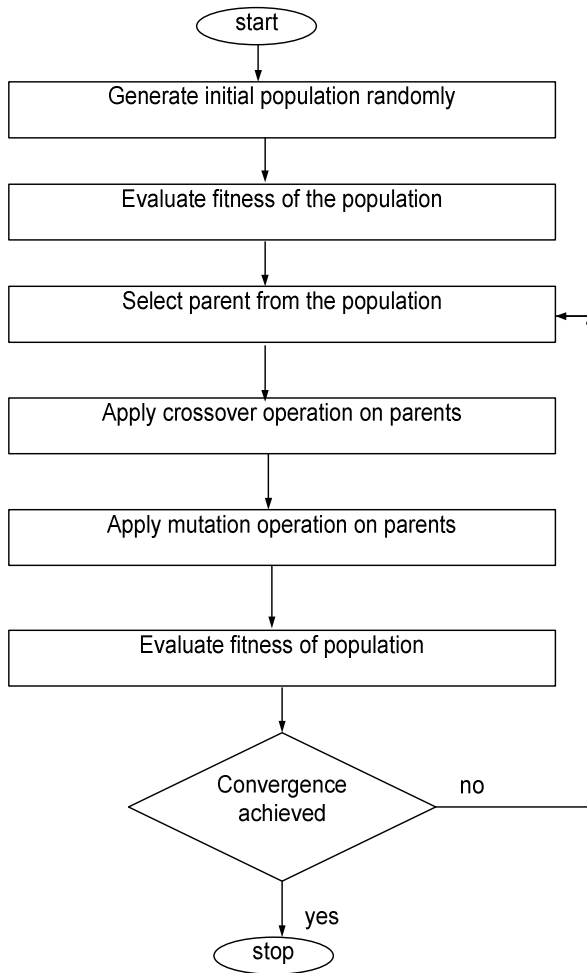 start
Generate initial population randomly
Evaluate fitness of the population
Select parent from the population
Apply crossover operation on parents
Apply mutation operation on parents
Evaluate fitness of population
Convergence
achieved
no
yes
stop